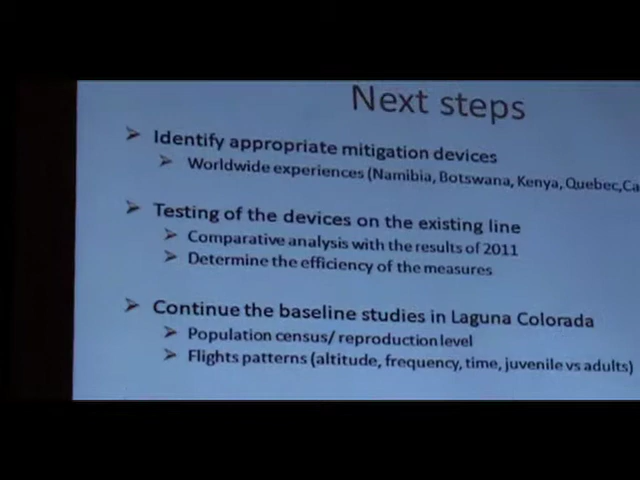 Next steps
➢ Identify appropriate mitigation devices
➢ Worldwide experiences (Namibia, Botswana, Kenya, Quebec,Ca
➢ Testing of the devices on the existing line
➢ Comparative analysis with the results of 2011
➢ Determine the efficiency of the measures
➢ Continue the baseline studies in Laguna Colorada
➢ Population census/ reproduction level
➢ Flights patterns (altitude, frequency, time, juvenile vs adults)